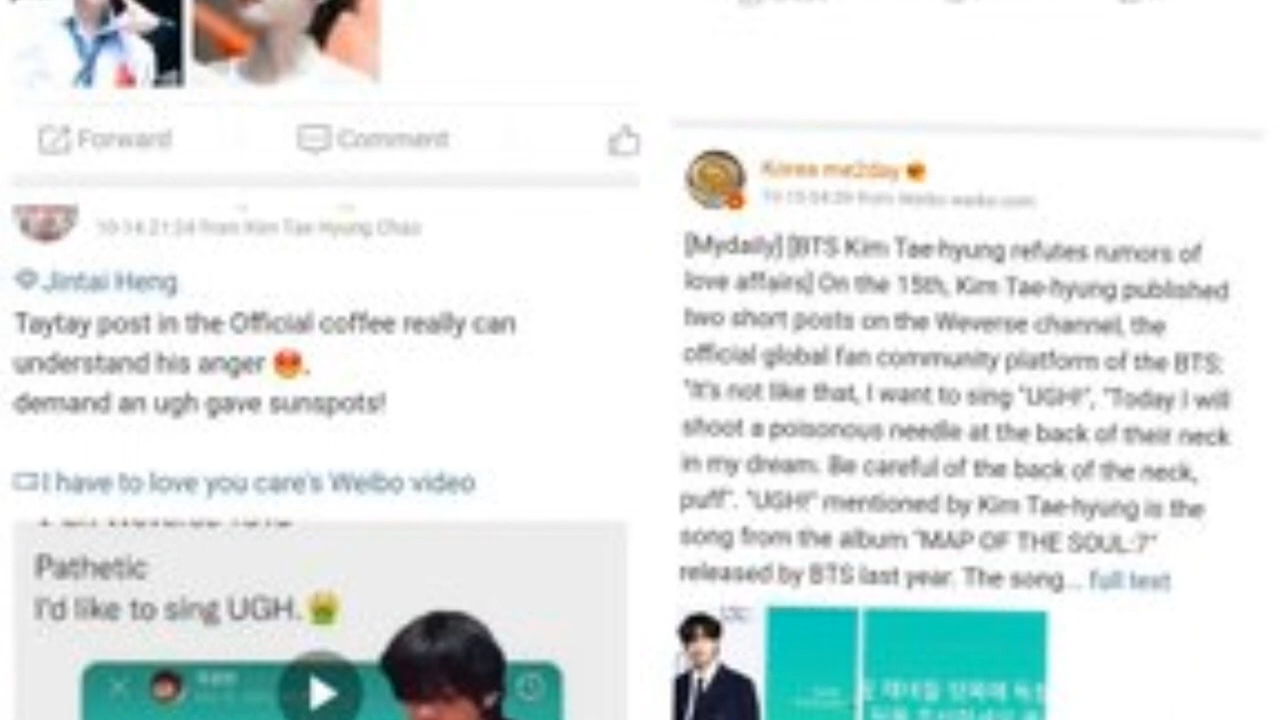 Forward
Comment
10-14 21:24 from Kim Tae Hyung Chao
Jintai Heng
Taytay post in the Official coffee really can
understand his anger
demand an ugh gave sunspots!
I have to love you care's Weibo video
Pathetic
I'd like to sing UGH.
Korea me2day
from Weibo weibo.com
[Mydaily] [BTS Kim Tae-hyung refutes rumors of
love affairs] On the 15th, Kim Tae-hyung published
two short posts on the Weverse channel, the
official global fan community platform of the BTS:
"It's not like that, I want to sing "UGH!", "Today I will
shoot a poisonous needle at the back of their neck
in my dream. Be careful of the back of the neck,
puff". "UGH!" mentioned by Kim Tae-hyung is the
song from the album "MAP OF THE SOUL:7"
released by BTS last year. The song... full text